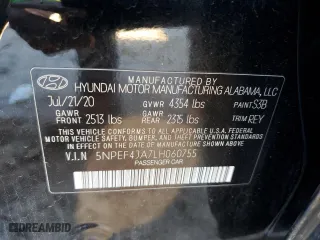 MANUFACTURED BY
HYUNDAI MOTOR MANUFACTURING ALABAMA, LLC
Jul/21/20 GVWR 4354 lbs PAINT S3B
GAWR FRONT 2513 lbs GAWR REAR 2315 lbs TRIM REY
THIS VEHICLE CONFORMS TO ALL APPLICABLE U.S. FEDERAL MOTOR
VEHICLE SAFETY, BUMPER, AND THEFT PREVENTION STANDARDS
IN EFFECT ON THE DATE OF MANUFACTURE SHOWN ABOVE.
V.I.N 5NPEF4JA7LH060755
PASSENGER CAR